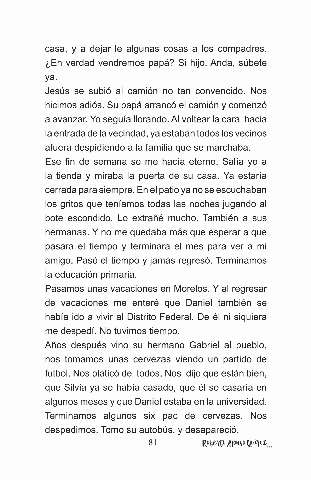 casa, y a dejar le algunas cosas a los compadres.
¿En verdad vendremos papá? Si hijo. Anda, súbete
ya.
Jesús se subió al camión no tan convencido. Nos
hicimos adiós. Su papá arrancó el camión y comenzó
a avanzar. Yo seguía llorando. Al voltear la cara hacia
la entrada de la vecindad, ya estaban todos los vecinos
afuera despidiendo a la familia que se marchaba.
Ese fin de semana se me hacía eterno. Salía yo a
la tienda y miraba la puerta de su casa. Ya estaría
cerrada para siempre. En el patio ya no se escuchaban
los gritos que teníamos todas las noches jugando al
bote escondido. Lo extrañé mucho. También a sus
hermanas. Y no me quedaba más que esperar a que
pasara el tiempo y terminara el mes para ver a mi
amigo. Pasó el tiempo y jamás regresó. Terminamos
la educación primaria.
Pasamos unas vacaciones en Morelos. Y al regresar
de vacaciones me enteré que Daniel también se
había ido a vivir al Distrito Federal. De él ni siquiera
me despedí. No tuvimos tiempo.
Años después vino su hermano Gabriel al pueblo,
nos tomamos unas cervezas viendo un partido de
futbol. Nos platicó de todos. Nos dijo que están bien,
que Silvia ya se había casado, que él se casaría en
algunos meses y que Daniel estaba en la universidad.
Terminamos algunos six pac de cervezas. Nos
despedimos. Tomo su autobús, y desapareció.
81